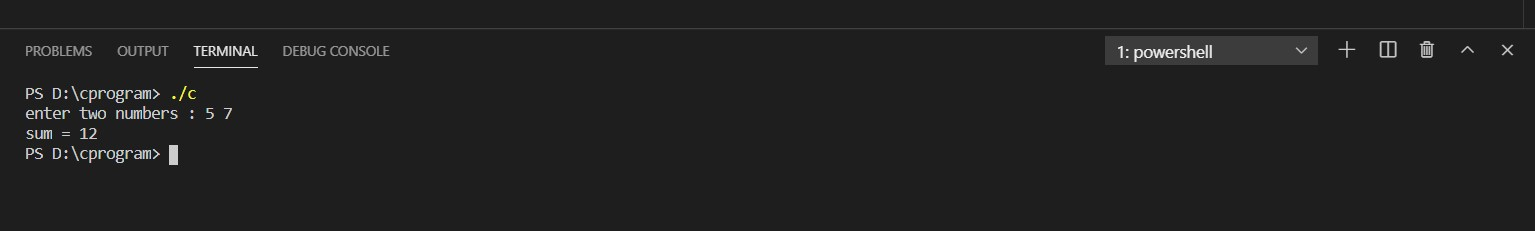 PROBLEMS OUTPUT TERMINAL DEBUG CONSOLE 1: powershell
PS D:\cprogram> ./c
enter two numbers : 5 7
sum = 12
PS D:\cprogram>